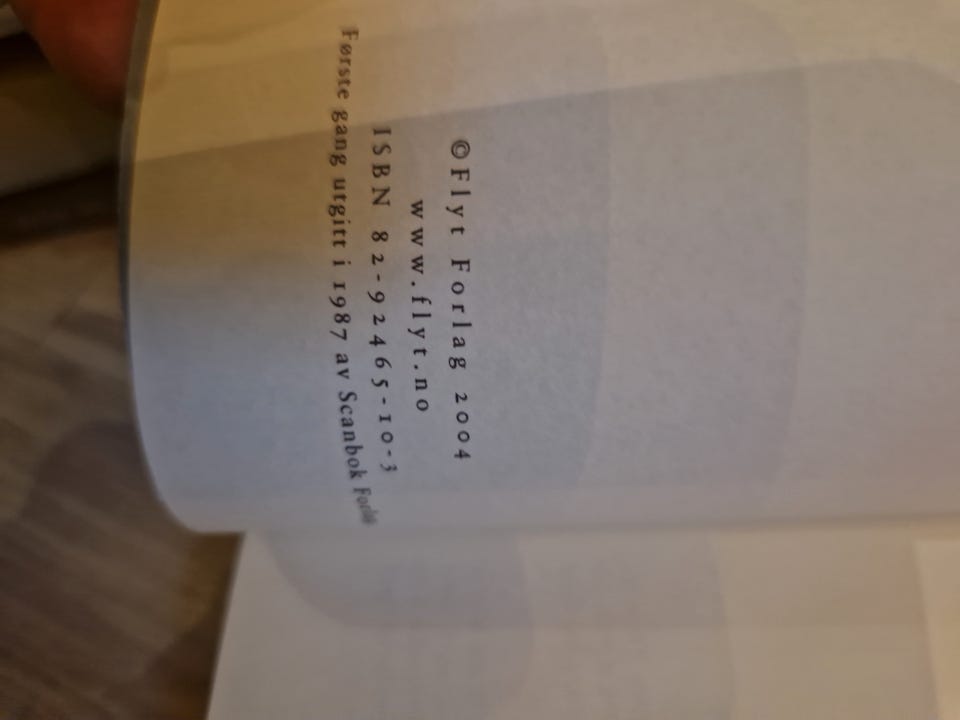 ©Flyt Forlag 2004
www.flyt.no
ISBN 82-92465-10-3
Første gang utgitt i 1987 av Scanbok